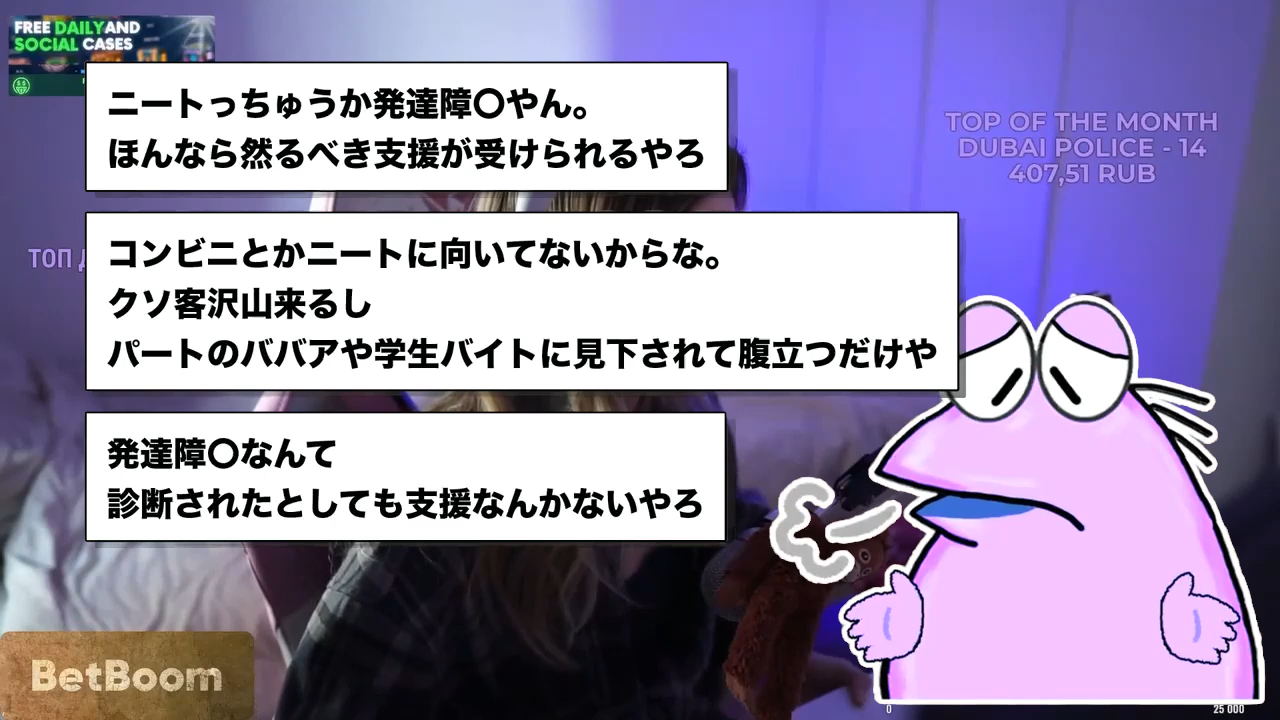 FREE DAILY AND
SOCIAL CASES
ニートっちゅうか発達障〇やん。
ほんなら然るべき支援が受けられるやろ
TOP OF THE MONTH
DUBAI POLICE - 14
407,51 RUB
コンビニとかニートに向いてないからな。
クソ客沢山来るし
パートのババアや学生バイトに見下されて腹立つだけや
ТОП
発達障〇なんて
診断されたとしても支援なんかないやろ
BetBoom
0
25 000